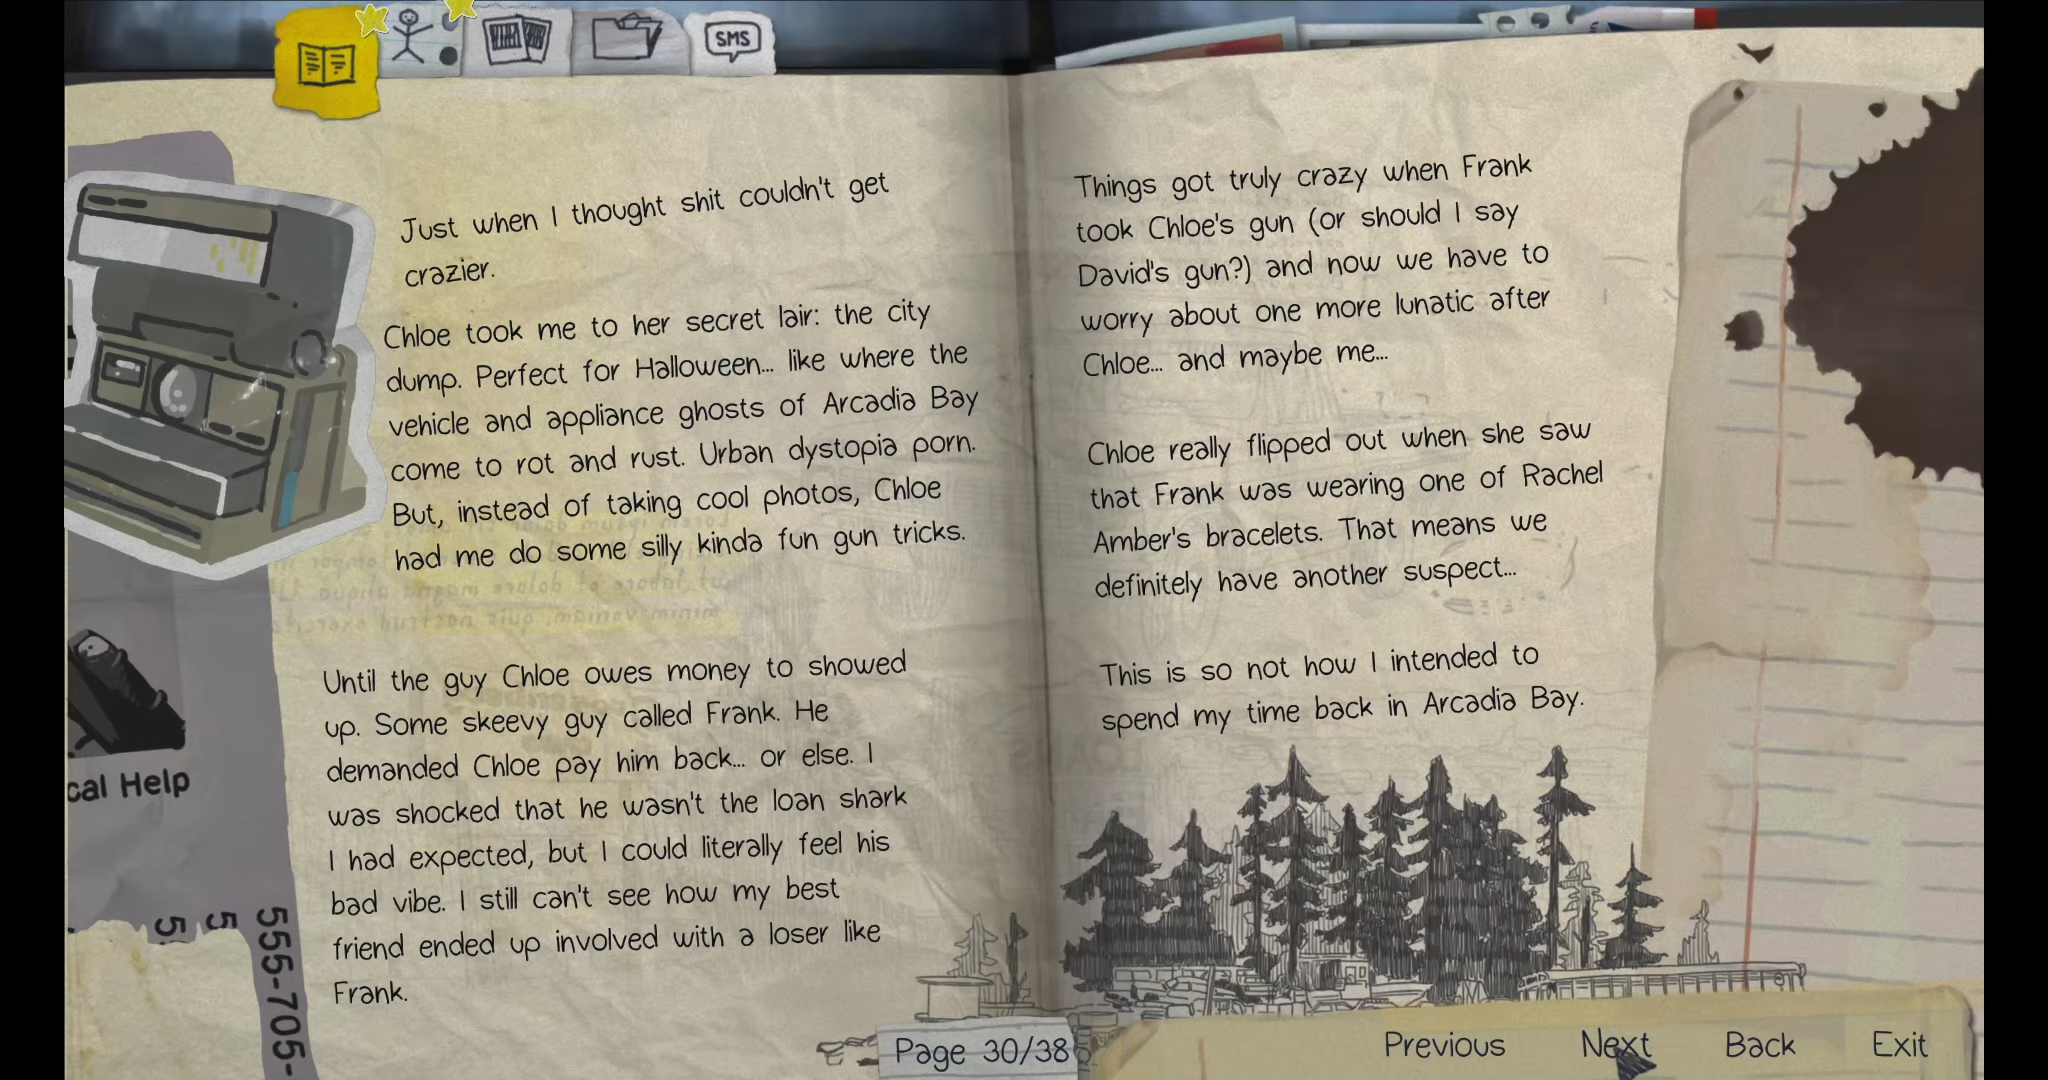 SMS
Just when I thought shit couldn't get
crazier.
Chloe took me to her secret lair: the city
dump. Perfect for Halloween... like where the
vehicle and appliance ghosts of Arcadia Bay
come to rot and rust. Urban dystopia porn.
But, instead of taking cool photos, Chloe
had me do some silly kinda fun gun tricks.
Until the guy Chloe owes money to showed
up. Some skeevy guy called Frank. He
demanded Chloe pay him back... or else. I
was shocked that he wasn't the loan shark
I had expected, but I could literally feel his
bad vibe. I still can't see how my best
friend ended up involved with a loser like
Frank.
cal Help
555-705-
5
5
Things got truly crazy when Frank
took Chloe's gun (or should I say
David's gun?) and now we have to
worry about one more lunatic after
Chloe... and maybe me...
Chloe really flipped out when she saw
that Frank was wearing one of Rachel
Amber's bracelets. That means we
definitely have another suspect...
This is so not how I intended to
spend my time back in Arcadia Bay.
Page 30/38
Previous Next Back Exit